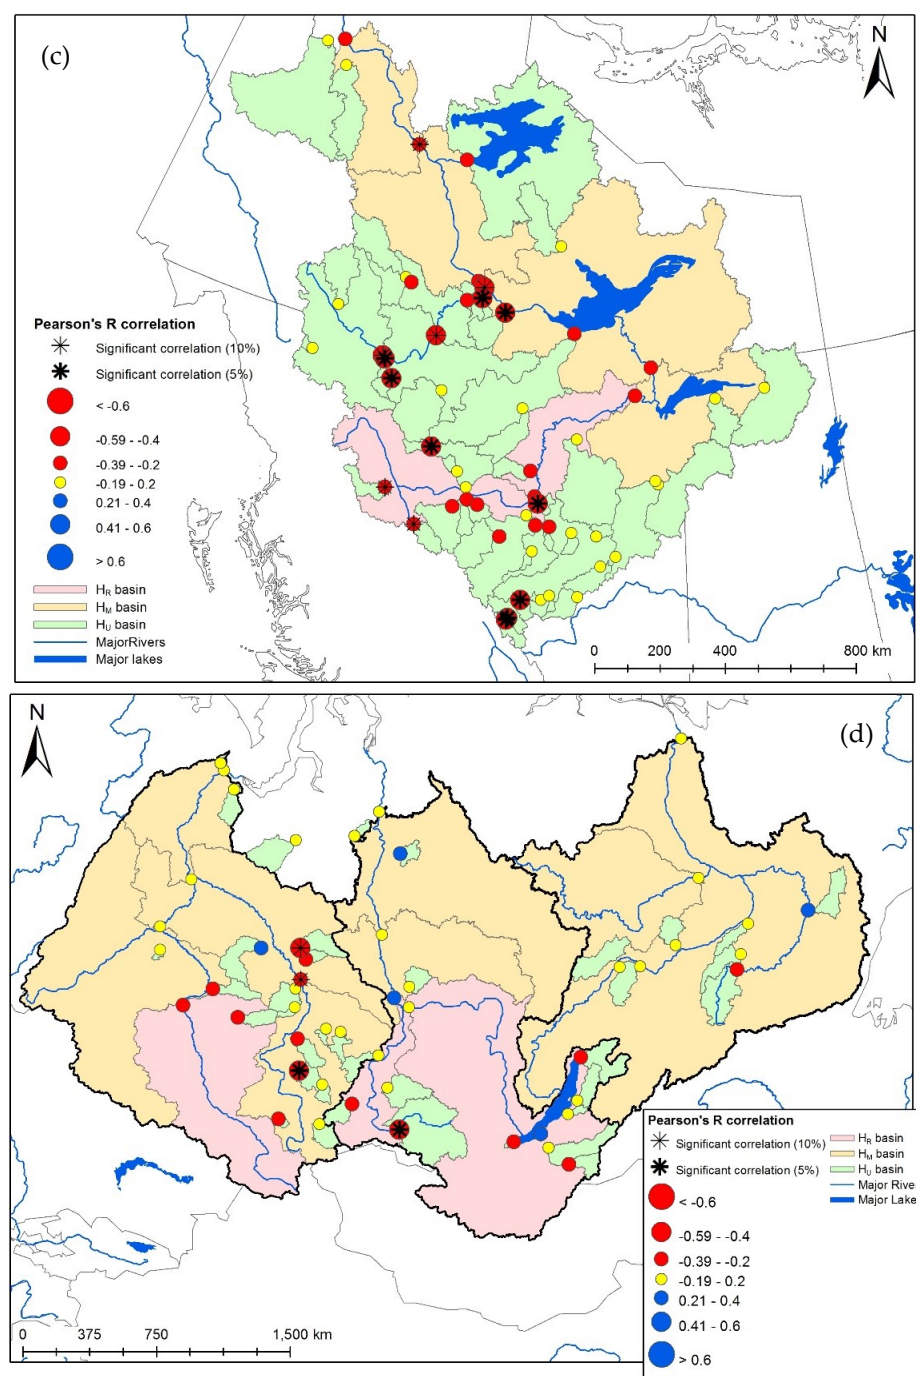 (c)
N
Pearson's R correlation
Significant correlation (10%)
Significant correlation (5%)
< -0.6
-0.59 - -0.4
-0.39 - -0.2
-0.19 - 0.2
0.21 - 0.4
0.41 - 0.6
> 0.6
HR basin
HM basin
HU basin
MajorRivers
Major lakes
0 200 400 800 km
N
(d)
Pearson's R correlation
Significant correlation (10%)
Significant correlation (5%)
< -0.6
-0.59 - -0.4
-0.39 - -0.2
-0.19 - 0.2
0.21 - 0.4
0.41 - 0.6
> 0.6
HR basin
HM basin
HU basin
Major River
Major Lake
0 375 750 1,500 km